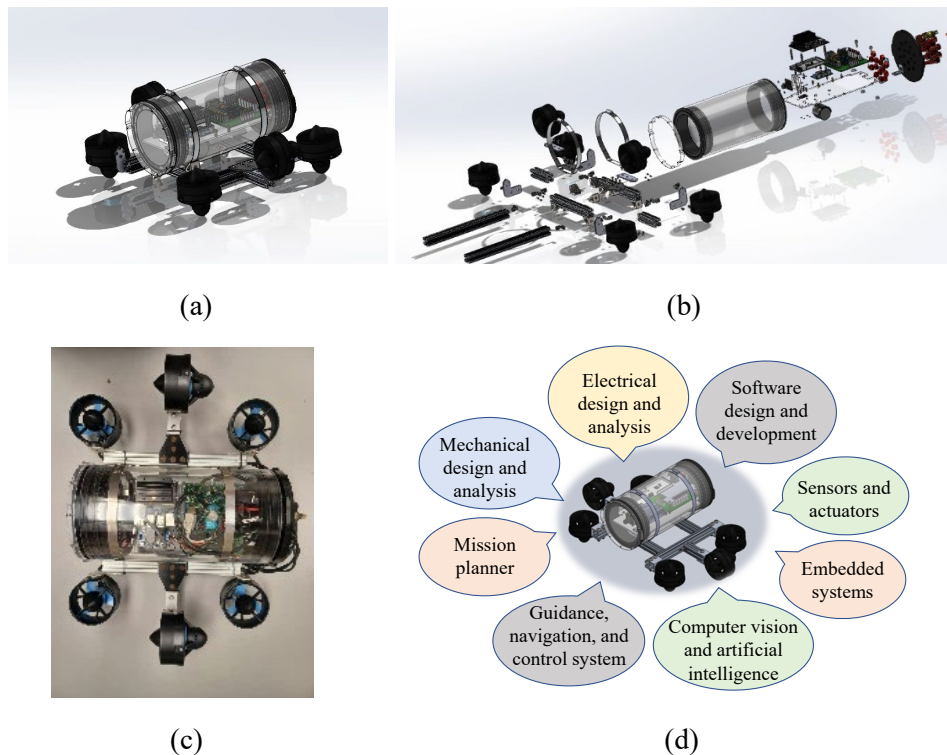 (a)
(b)
Electrical
design and
analysis
Software
design and
development
Mechanical
design and
analysis
Sensors and
actuators
Mission
planner
Embedded
systems
Guidance,
navigation, and
control system
Computer vision
and artificial
intelligence
(c)
(d)